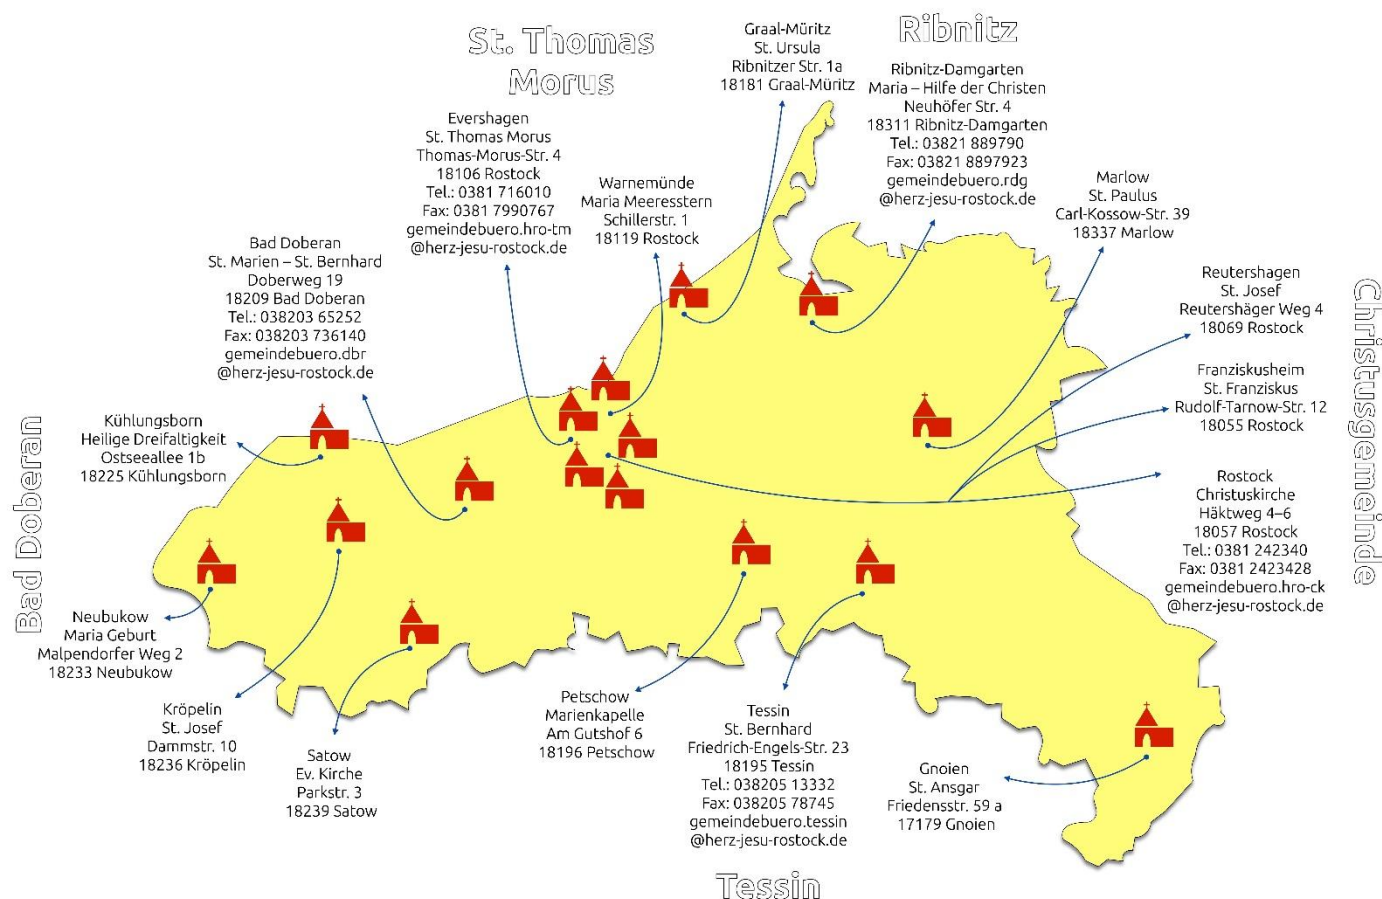 St. Thomas
Morus
Ribnitz
Graal-Müritz
St. Ursula
Ribnitzer Str. 1a
18181 Graal-Müritz
Ribnitz-Damgarten
Maria – Hilfe der Christen
Neuhöfer Str. 4
18311 Ribnitz-Damgarten
Tel.: 03821 889790
Fax: 03821 8897923
gemeindebuero.rdg
@herz-jesu-rostock.de
Evershagen
St. Thomas Morus
Thomas-Morus-Str. 4
18106 Rostock
Tel.: 0381 716010
Fax: 0381 7990767
gemeindebuero.hro-tm
@herz-jesu-rostock.de
Warnemünde
Maria Meeresstern
Schillerstr. 1
18119 Rostock
Marlow
St. Paulus
Carl-Kossow-Str. 39
18337 Marlow
Bad Doberan
St. Marien – St. Bernhard
Doberweg 19
18209 Bad Doberan
Tel.: 038203 65252
Fax: 038203 736140
gemeindebuero.dbr
@herz-jesu-rostock.de
Reutershagen
St. Josef
Reutershäger Weg 4
18069 Rostock
Franziskusheim
St. Franziskus
Rudolf-Tarnow-Str. 12
18055 Rostock
Christusgemeinde
Kühlungsborn
Heilige Dreifaltigkeit
Ostseeallee 1b
18225 Kühlungsborn
Bad Doberan
Rostock
Christuskirche
Häktweg 4–6
18057 Rostock
Tel.: 0381 242340
Fax: 0381 2423428
gemeindebuero.hro-ck
@herz-jesu-rostock.de
Neubukow
Maria Geburt
Malpendorfer Weg 2
18233 Neubukow
Kröpelin
St. Josef
Dammstr. 10
18236 Kröpelin
Satow
Ev. Kirche
Parkstr. 3
18239 Satow
Petschow
Marienkapelle
Am Gutshof 6
18196 Petschow
Tessin
St. Bernhard
Friedrich-Engels-Str. 23
18195 Tessin
Tel.: 038205 13332
Fax: 038205 78745
gemeindebuero.tessin
@herz-jesu-rostock.de
Gnoien
St. Ansgar
Friedensstr. 59 a
17179 Gnoien
Tessin